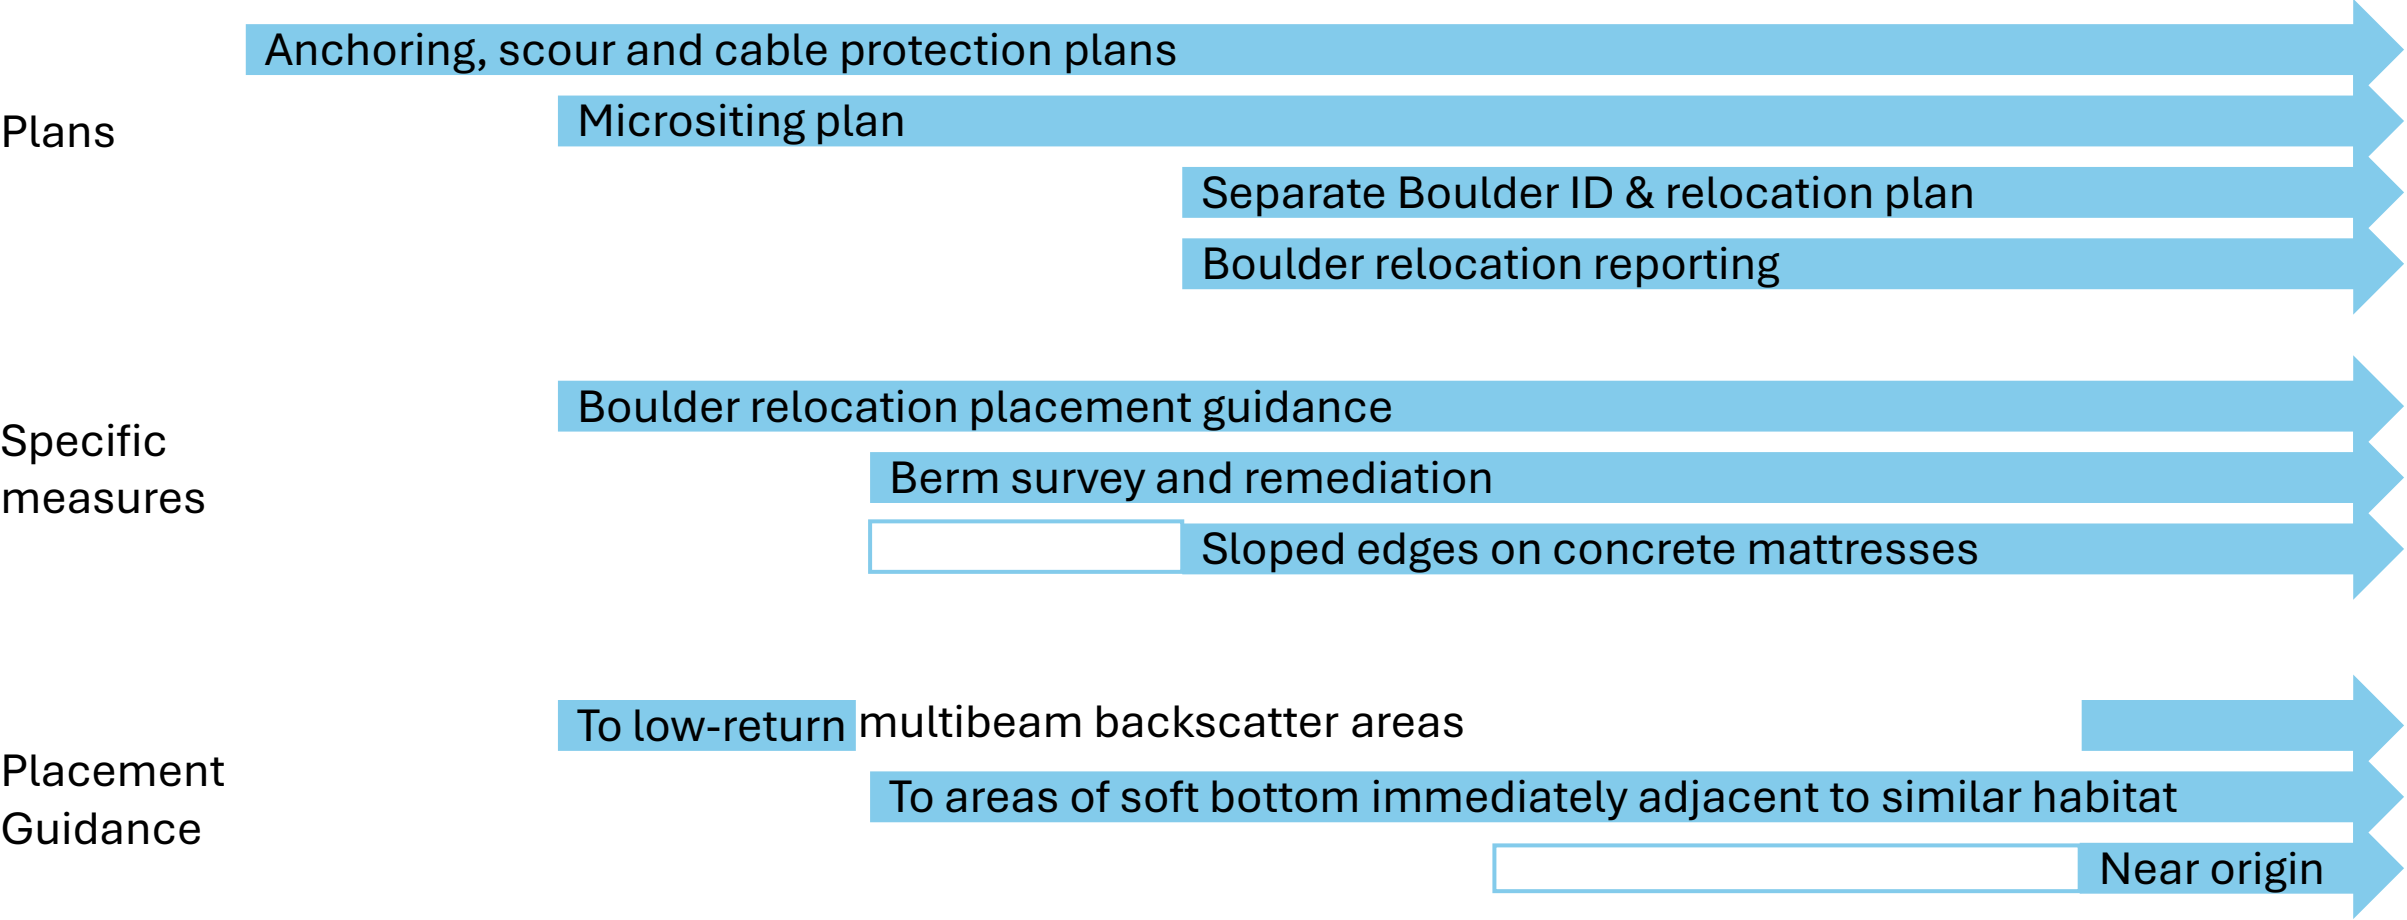 Anchoring, scour and cable protection plans
Plans
Micrositing plan
Separate Boulder ID & relocation plan
Boulder relocation reporting
Specific
measures
Boulder relocation placement guidance
Berm survey and remediation
Sloped edges on concrete mattresses
Placement
Guidance
To low-return multibeam backscatter areas
To areas of soft bottom immediately adjacent to similar habitat
Near origin